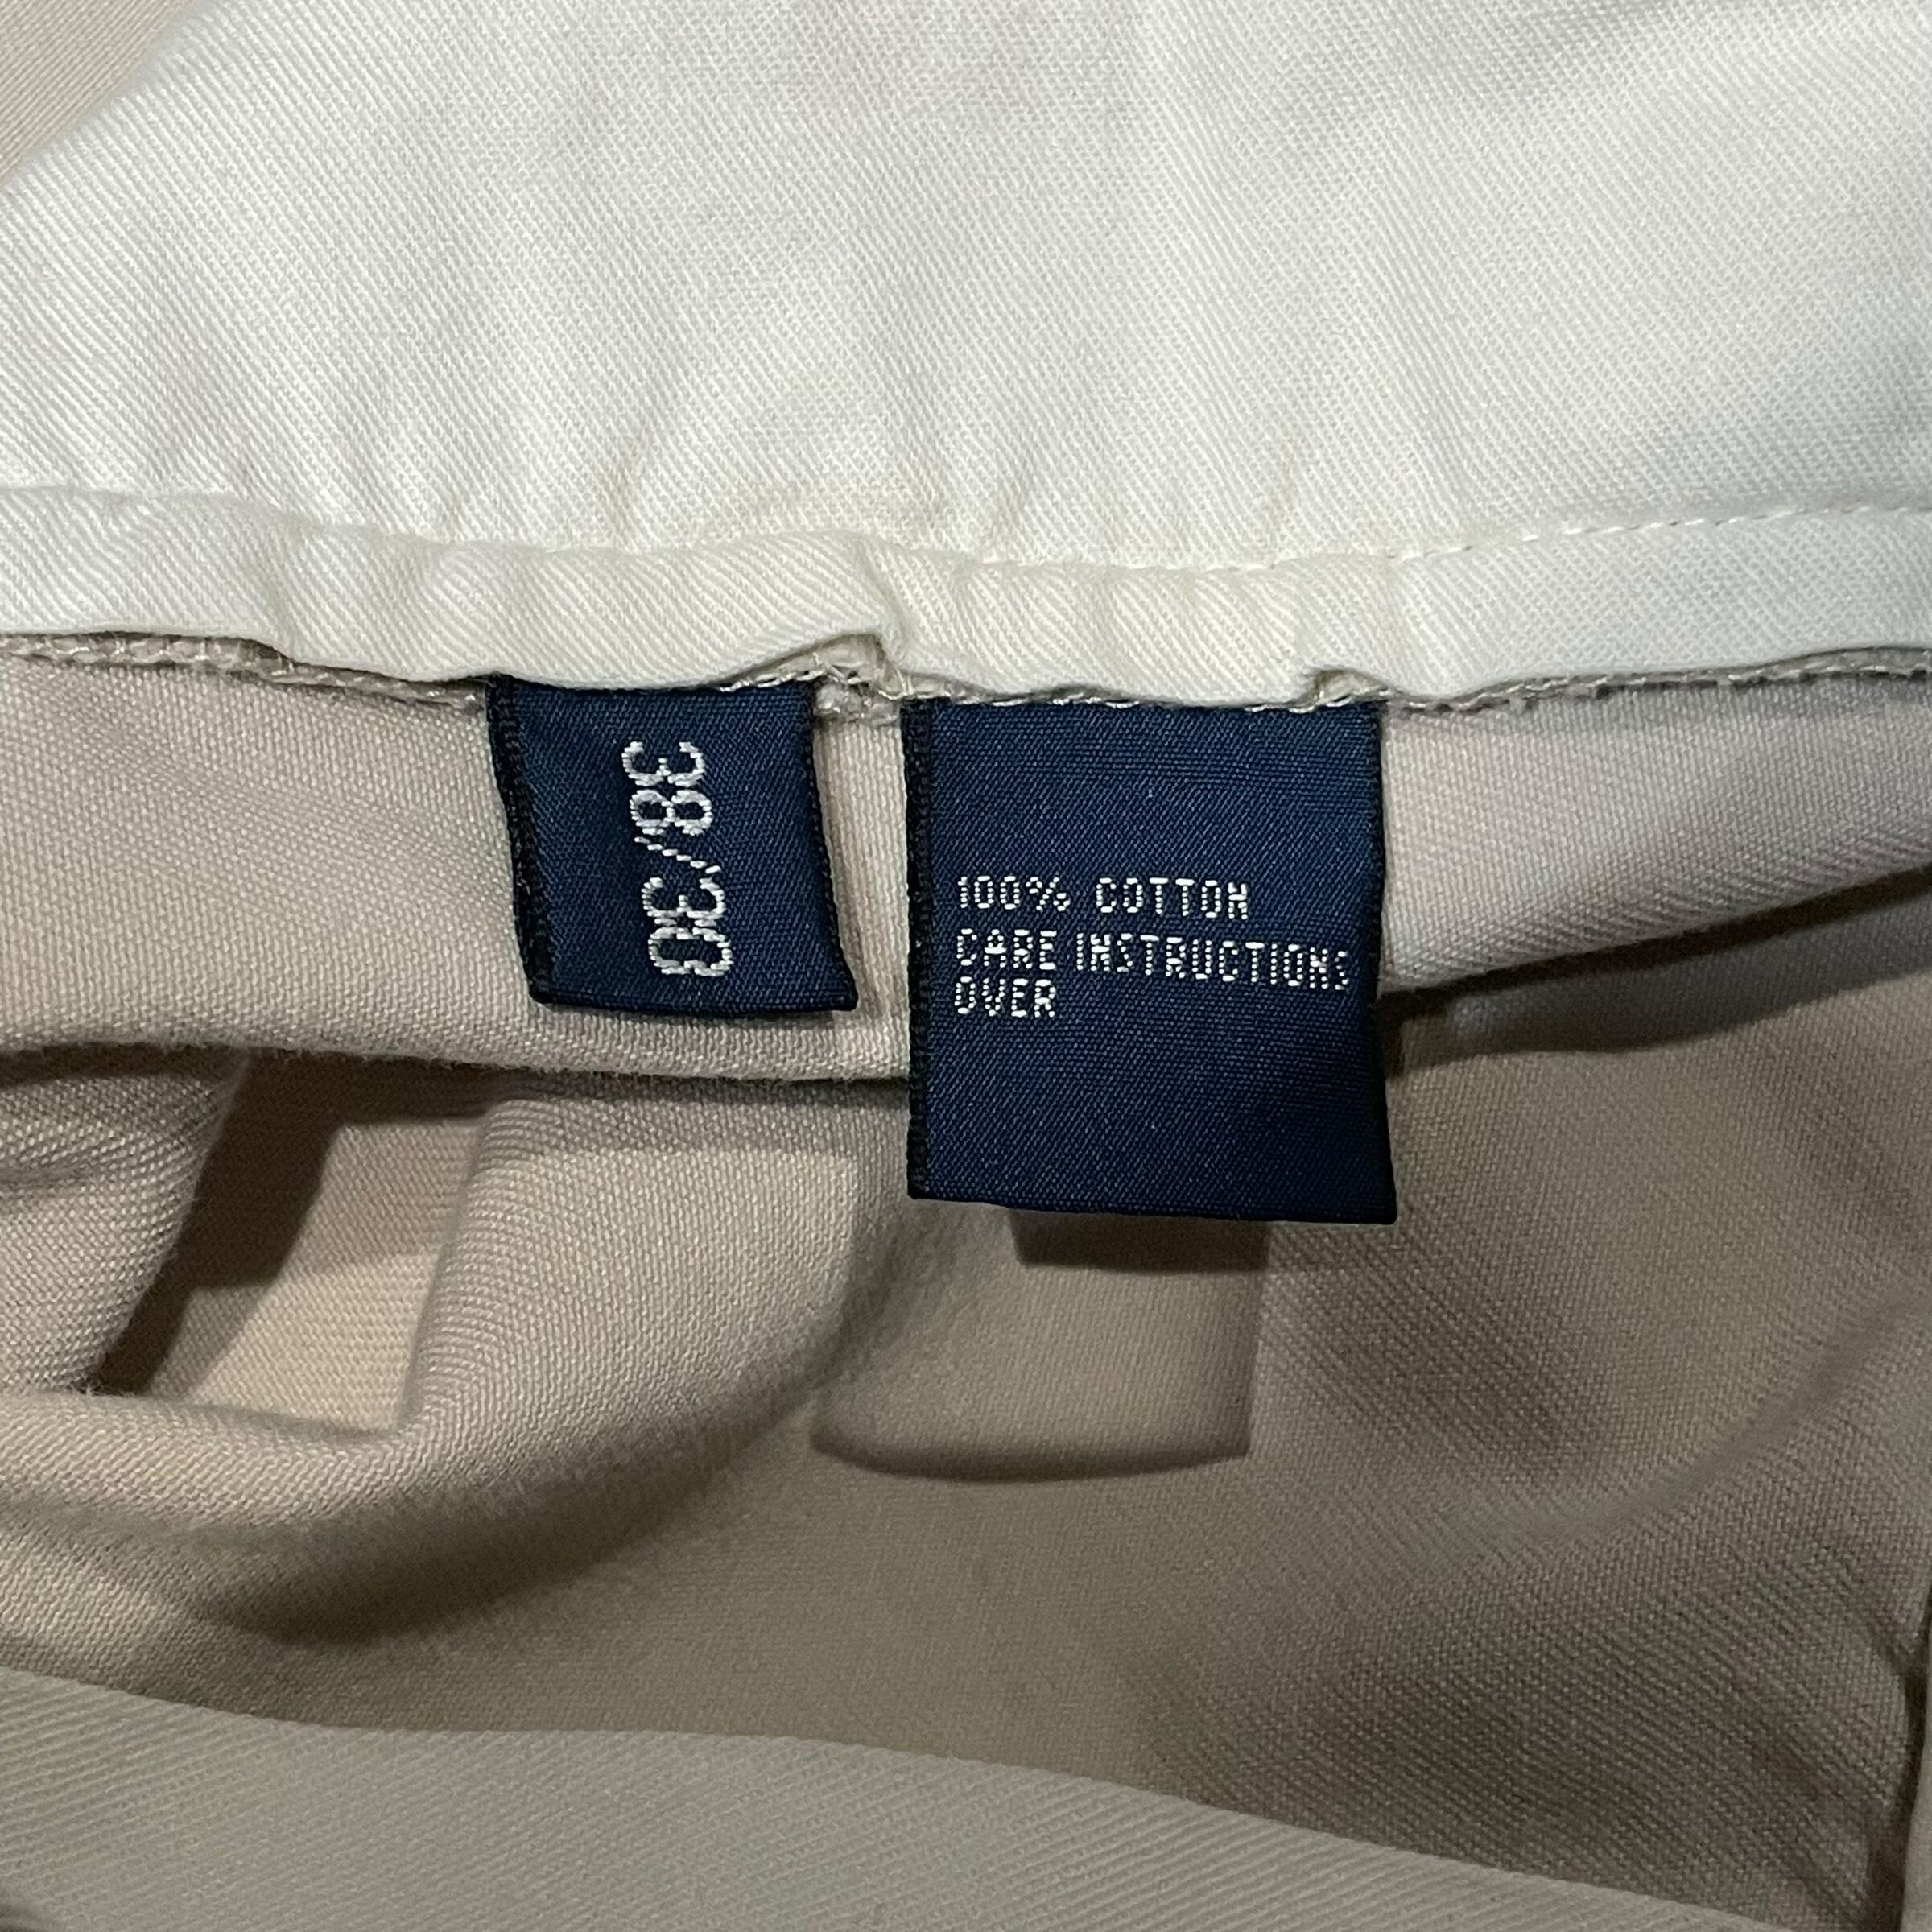 38/30
100% COTTON
CARE INSTRUCTIONS
OVER